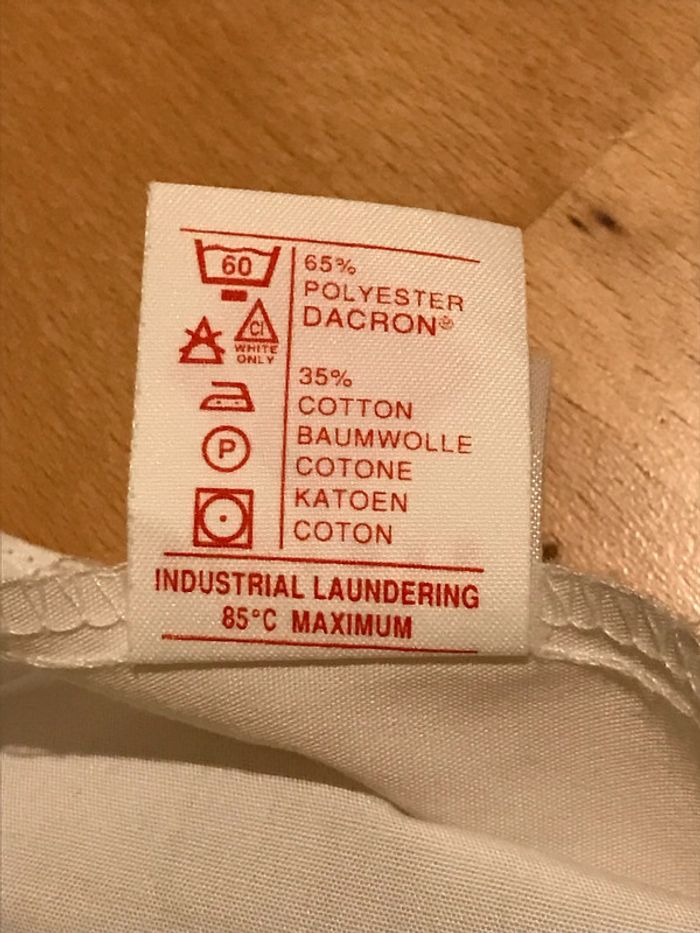 60
Cl
WHITE
ONLY
P
65%
POLYESTER
DACRON®
35%
COTTON
BAUMWOLLE
COTONE
KATOEN
COTON
INDUSTRIAL LAUNDERING
85°C MAXIMUM